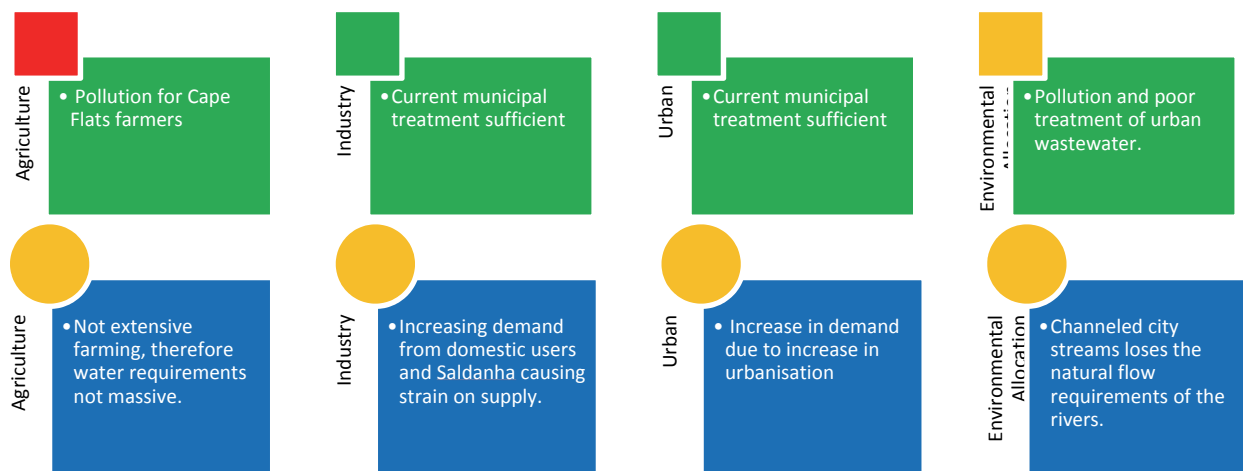 Agriculture
• Pollution for Cape
Flats farmers
Industry
• Current municipal
treatment sufficient
Urban
• Current municipal
treatment sufficient
Environmental
Allocation
• Pollution and poor
treatment of urban
wastewater.
Agriculture
• Not extensive
farming, therefore
water requirements
not massive.
Industry
• Increasing demand
from domestic users
and Saldanha causing
strain on supply.
Urban
• Increase in demand
due to increase in
urbanisation
Environmental
Allocation
• Channeled city
streams loses the
natural flow
requirements of the
rivers.